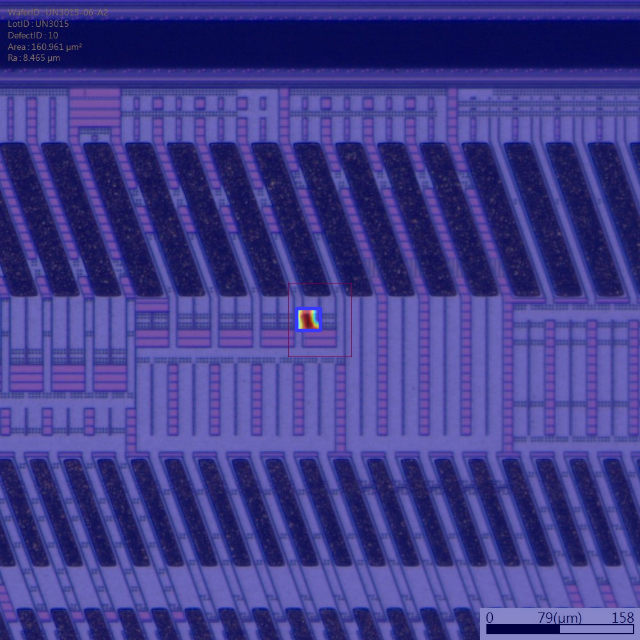 WaferID : UN3015-06-A2
LotID : UN3015
DefectID : 10
Area : 160.961 µm²
Ra : 8.465 µm
0 79(um) 158